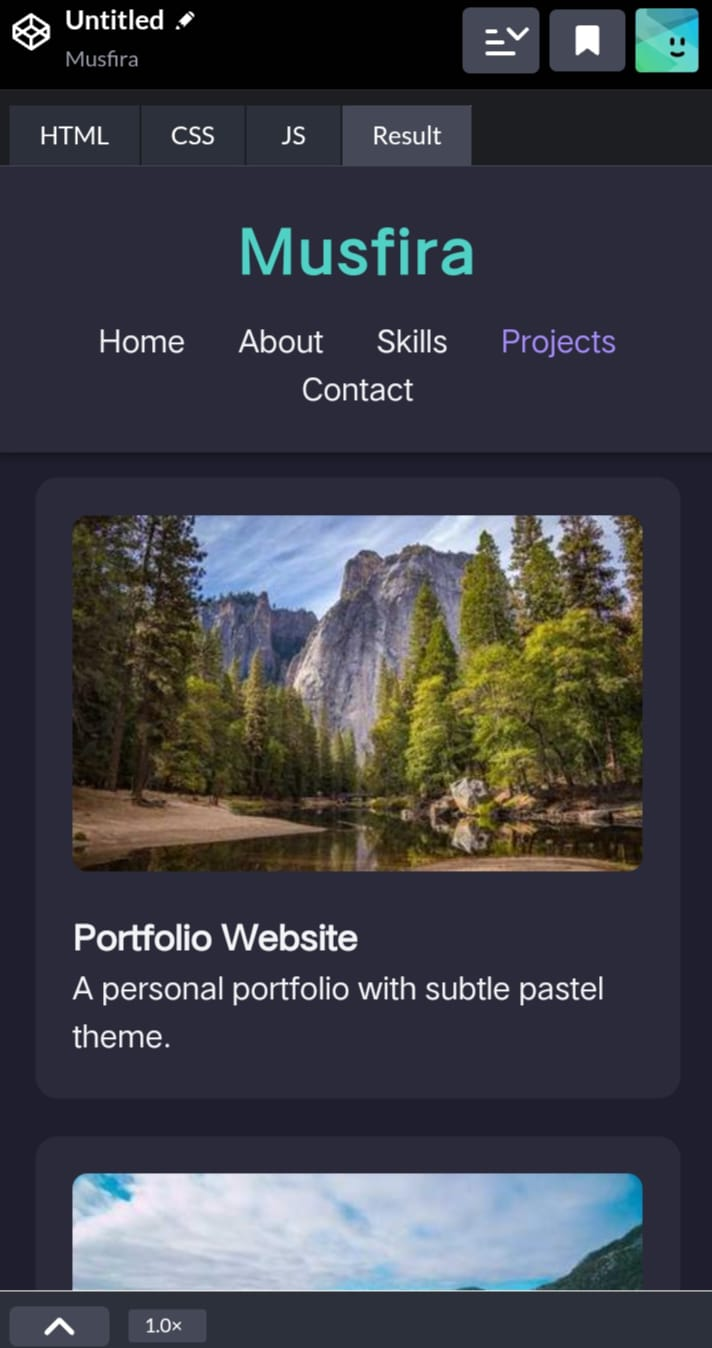 Untitled
Musfira
HTML CSS JS Result
Musfira
Home About Skills Projects
Contact
Portfolio Website
A personal portfolio with subtle pastel
theme.
1.0×